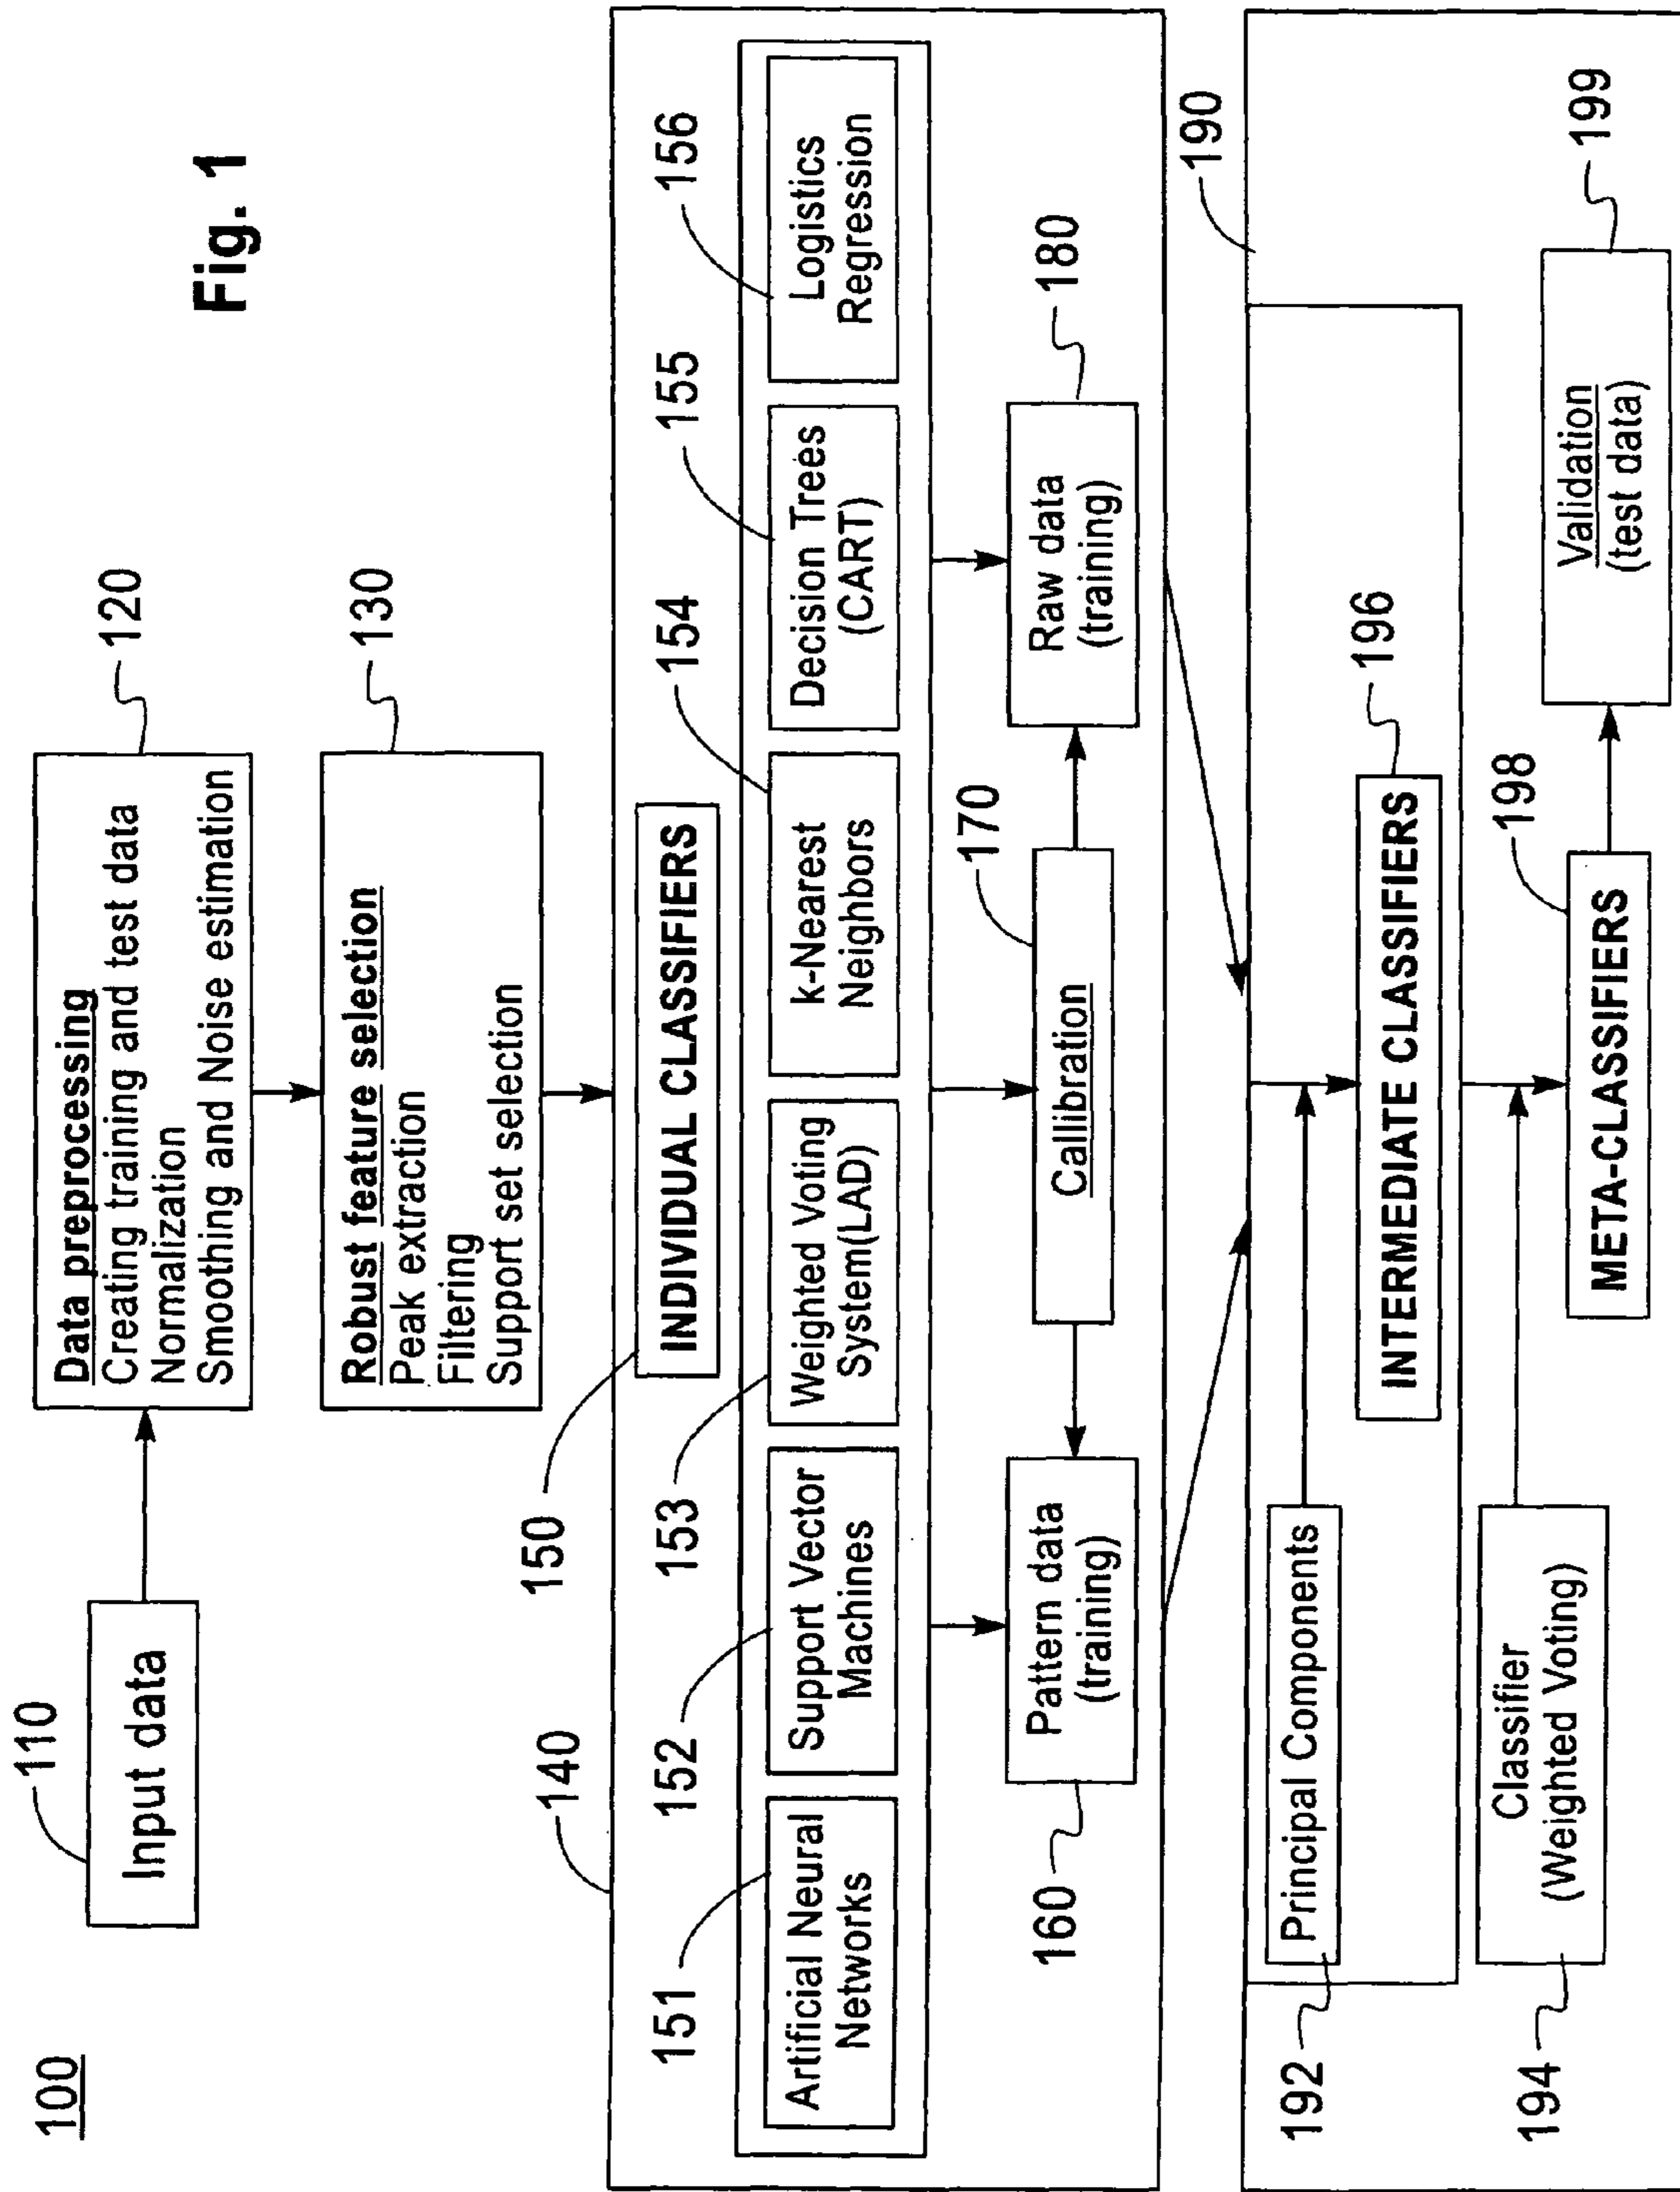 100
Fig. 1
110
Input data
120
Data preprocessing
Creating training and test data
Normalization
Smoothing and Noise estimation
130
Robust feature selection
Peak extraction
Filtering
Support set selection
140
150
INDIVIDUAL CLASSIFIERS
151
152
153
154
155
156
Artificial Neural
Networks
Support Vector
Machines
Weighted Voting
System(LAD)
k-Nearest
Neighbors
Decision Trees
(CART)
Logistics
Regression
160
Pattern data
(training)
170
Callibration
180
Raw data
(training)
190
192
Principal Components
196
INTERMEDIATE CLASSIFIERS
194
Classifier
(Weighted Voting)
198
META-CLASSIFIERS
199
Validation
(test data)